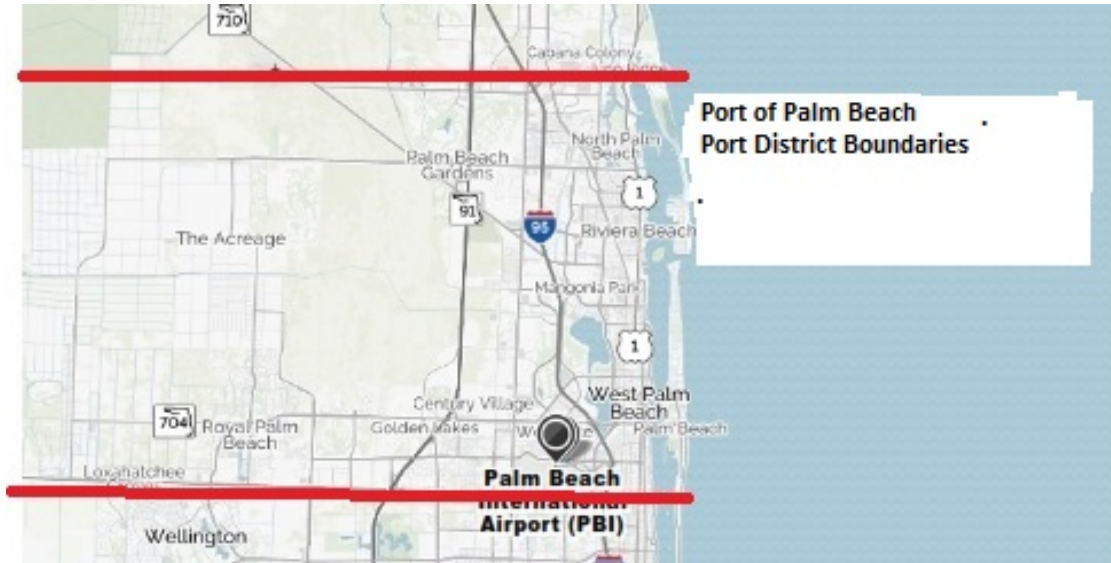 710
Cabana Colony
Port of Palm Beach
Port District Boundaries
North Palm
Beach
Palm Beach
Gardens
1
91
95
Riviera Beach
The Acreage
Mangonia Park
1
West Palm
Beach
Century Village
704
Royal Palm
Beach
Golden Lakes
Palm Beach
Loxahatchee
Palm Beach
International
Airport (PBI)
Wellington